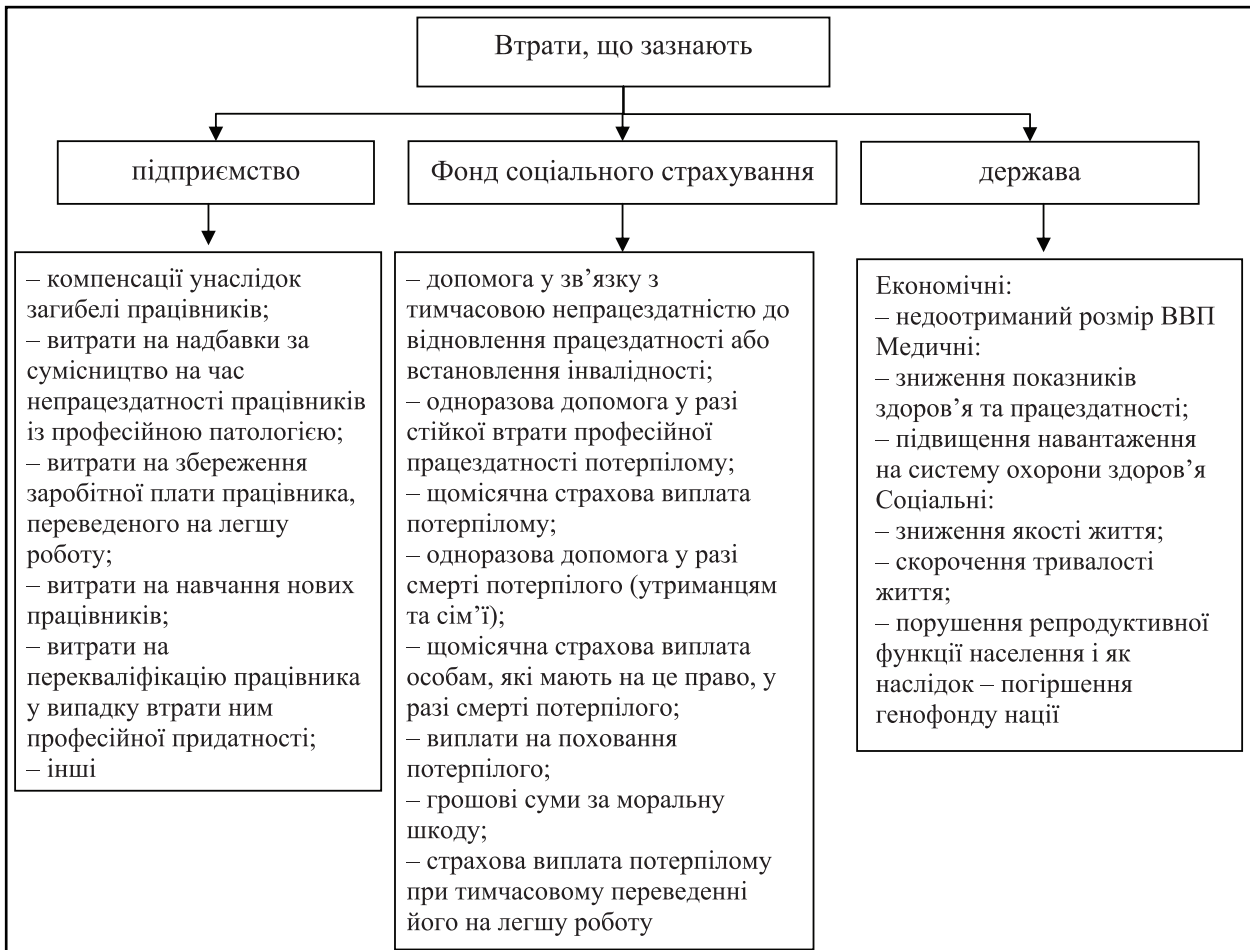 Втрати, що зазнають
підприємство
Фонд соціального страхування
держава
– компенсації унаслідок
загибелі працівників;
– витрати на надбавки за
сумісництво на час
непрацездатності працівників
із професійною патологією;
– витрати на збереження
заробітної плати працівника,
переведеного на легшу
роботу;
– витрати на навчання нових
працівників;
– витрати на
перекваліфікацію працівника
у випадку втрати ним
професійної придатності;
– інші
– допомога у зв’язку з
тимчасовою непрацездатністю до
відновлення працездатності або
встановлення інвалідності;
– одноразова допомога у разі
стійкої втрати професійної
працездатності потерпілому;
– щомісячна страхова виплата
потерпілому;
– одноразова допомога у разі
смерті потерпілого (утриманцям
та сім’ї);
– щомісячна страхова виплата
особам, які мають на це право, у
разі смерті потерпілого;
– виплати на поховання
потерпілого;
– грошові суми за моральну
шкоду;
– страхова виплата потерпілому
при тимчасовому переведенні
його на легшу роботу
Економічні:
– недоотриманий розмір ВВП
Медичні:
– зниження показників
здоров’я та працездатності;
– підвищення навантаження
на систему охорони здоров’я
Соціальні:
– зниження якості життя;
– скорочення тривалості
життя;
– порушення репродуктивної
функції населення і як
наслідок – погіршення
генофонду нації